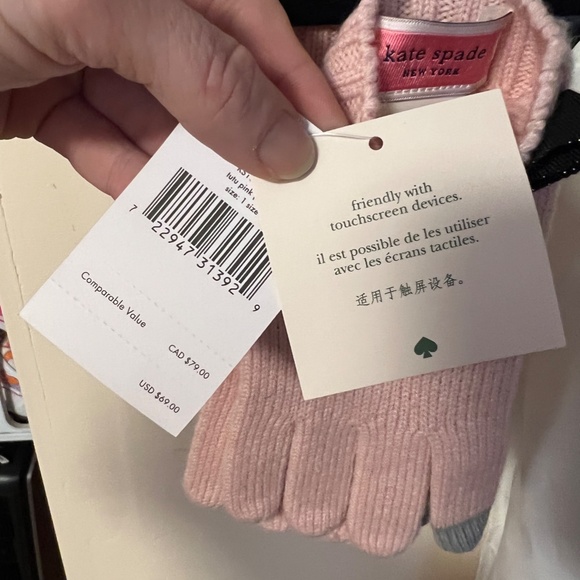 kate spade
NEW YORK
tutu pink
size: 1 size
7 22947 31392 9
Comparable Value
CAD $79.00
USD $69.00
friendly with
touchscreen devices.
il est possible de les utiliser
avec les écrans tactiles.
适用于触屏设备。